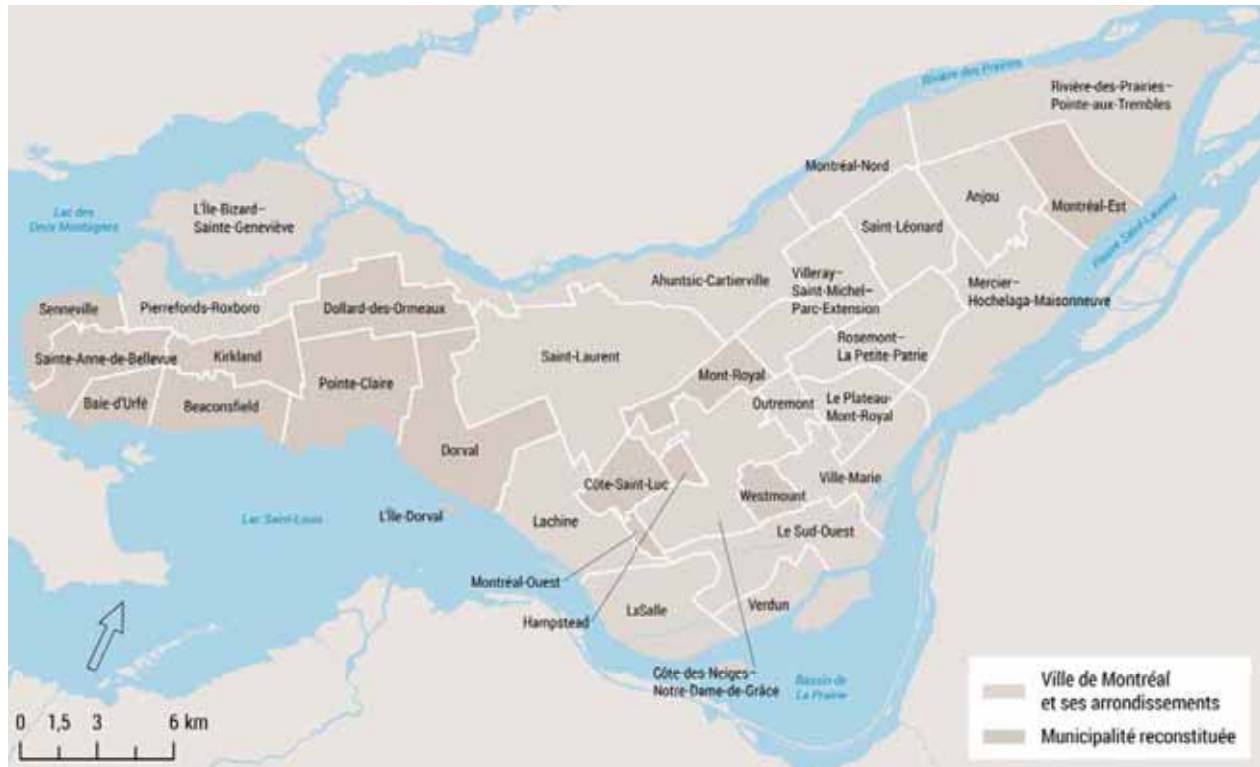 Rivière des Prairies
Rivière-des-Prairies–
Pointe-aux-Trembles
Montréal-Nord
Anjou
Montréal-Est
Lac des
Deux Montagnes
L'Île-Bizard–
Sainte-Geneviève
Saint-Léonard
Fleuve Saint-Laurent
Ahuntsic-Cartierville
Villeray–
Saint-Michel–
Parc-Extension
Mercier–
Hochelaga-Maisonneuve
Senneville
Pierrefonds-Roxboro
Dollard-des-Ormeaux
Rosemont–
La Petite-Patrie
Sainte-Anne-de-Bellevue
Kirkland
Saint-Laurent
Mont-Royal
Pointe-Claire
Baie-d'Urfé
Beaconsfield
Outremont
Le Plateau-
Mont-Royal
Dorval
Côte-Saint-Luc
Westmount
Ville-Marie
Lac Saint-Louis
L'Île-Dorval
Lachine
Le Sud-Ouest
Montréal-Ouest
Hampstead
LaSalle
Verdun
Côte-des-Neiges–
Notre-Dame-de-Grâce
Bassin de
La Prairie
0 1,5 3 6 km
Ville de Montréal
et ses arrondissements
Municipalité reconstituée